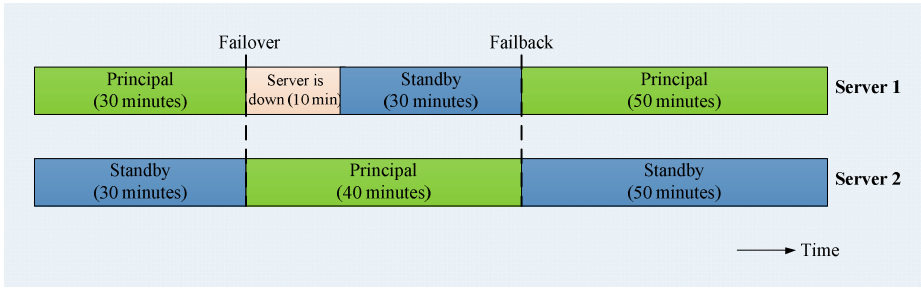 Failover
Failback
Principal
(30 minutes)
Server is
down (10 min)
Standby
(30 minutes)
Principal
(50 minutes)
Server 1
Standby
(30 minutes)
Principal
(40 minutes)
Standby
(50 minutes)
Server 2
Time